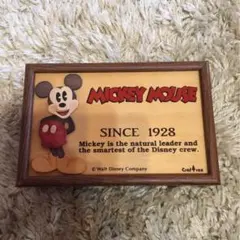 MICKEY MOUSE
SINCE 1928
Mickey is the natural leader and
the smartest of the Disney crew.
© Walt Disney Company